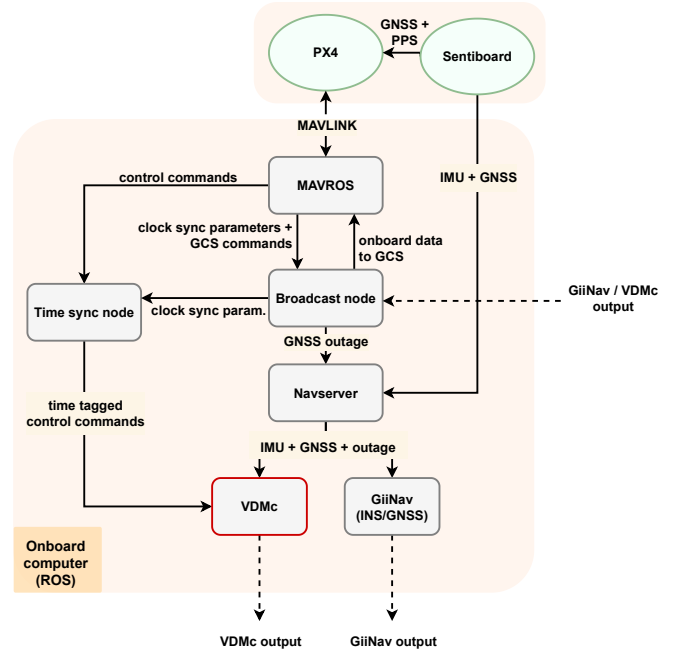 GNSS +
PPS
PX4
Sentiboard
MAVLINK
IMU + GNSS
control commands
MAVROS
clock sync parameters +
GCS commands
onboard data
to GCS
Time sync node
Broadcast node
clock sync param.
GiiNav / VDMc
output
GNSS outage
Navserver
time tagged
control commands
IMU + GNSS + outage
VDMc
GiiNav
(INS/GNSS)
Onboard
computer
(ROS)
VDMc output
GiiNav output